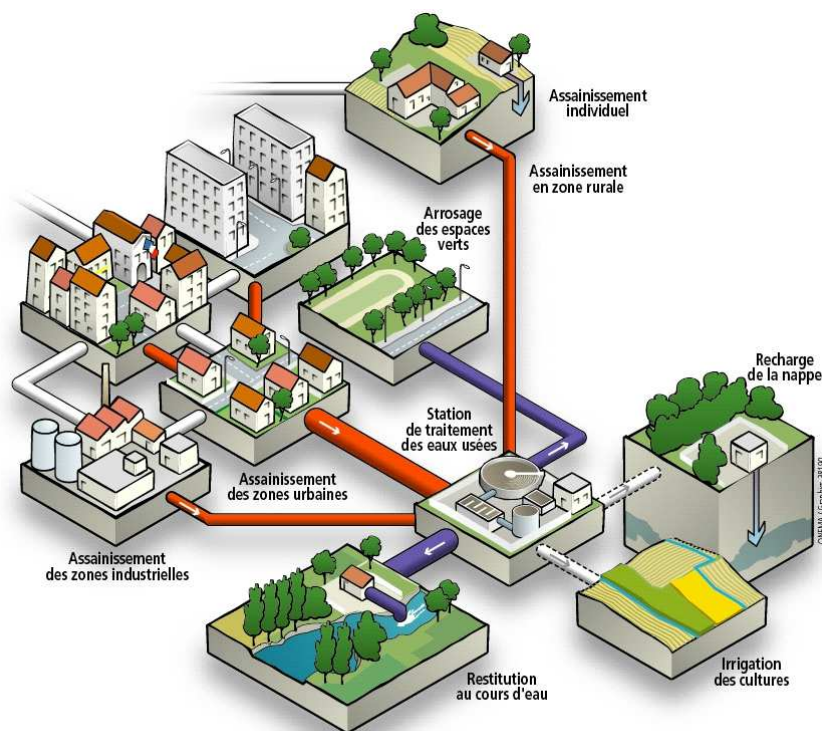 Assainissement
individuel
Assainissement
en zone rurale
Arrosage
des espaces
verts
Recharge
de la nappe
Station
de traitement
des eaux usées
Assainissement
des zones urbaines
Assainissement
des zones industrielles
Restitution
au cours d'eau
Irrigation
des cultures